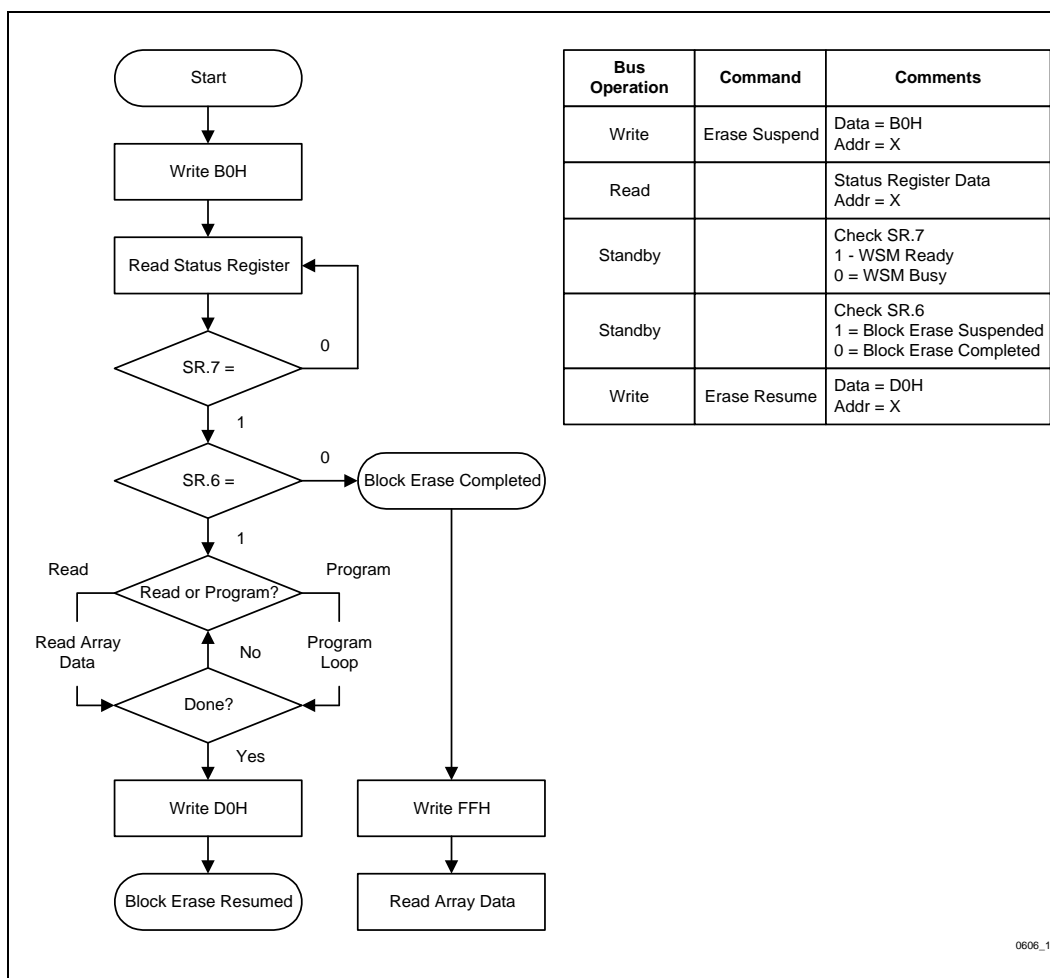 Start
Write B0H
Read Status Register
0
SR.7 =
1
0
SR.6 =
Block Erase Completed
1
Read
Program
Read or Program?
Read Array
Data
No
Program
Loop
Done?
Yes
Write D0H
Write FFH
Block Erase Resumed
Read Array Data
Bus
Operation
Command
Comments
Write
Erase Suspend
Data = B0H
Addr = X
Read
Status Register Data
Addr = X
Standby
Check SR.7
1 - WSM Ready
0 = WSM Busy
Standby
Check SR.6
1 = Block Erase Suspended
0 = Block Erase Completed
Write
Erase Resume
Data = D0H
Addr = X
0606_1